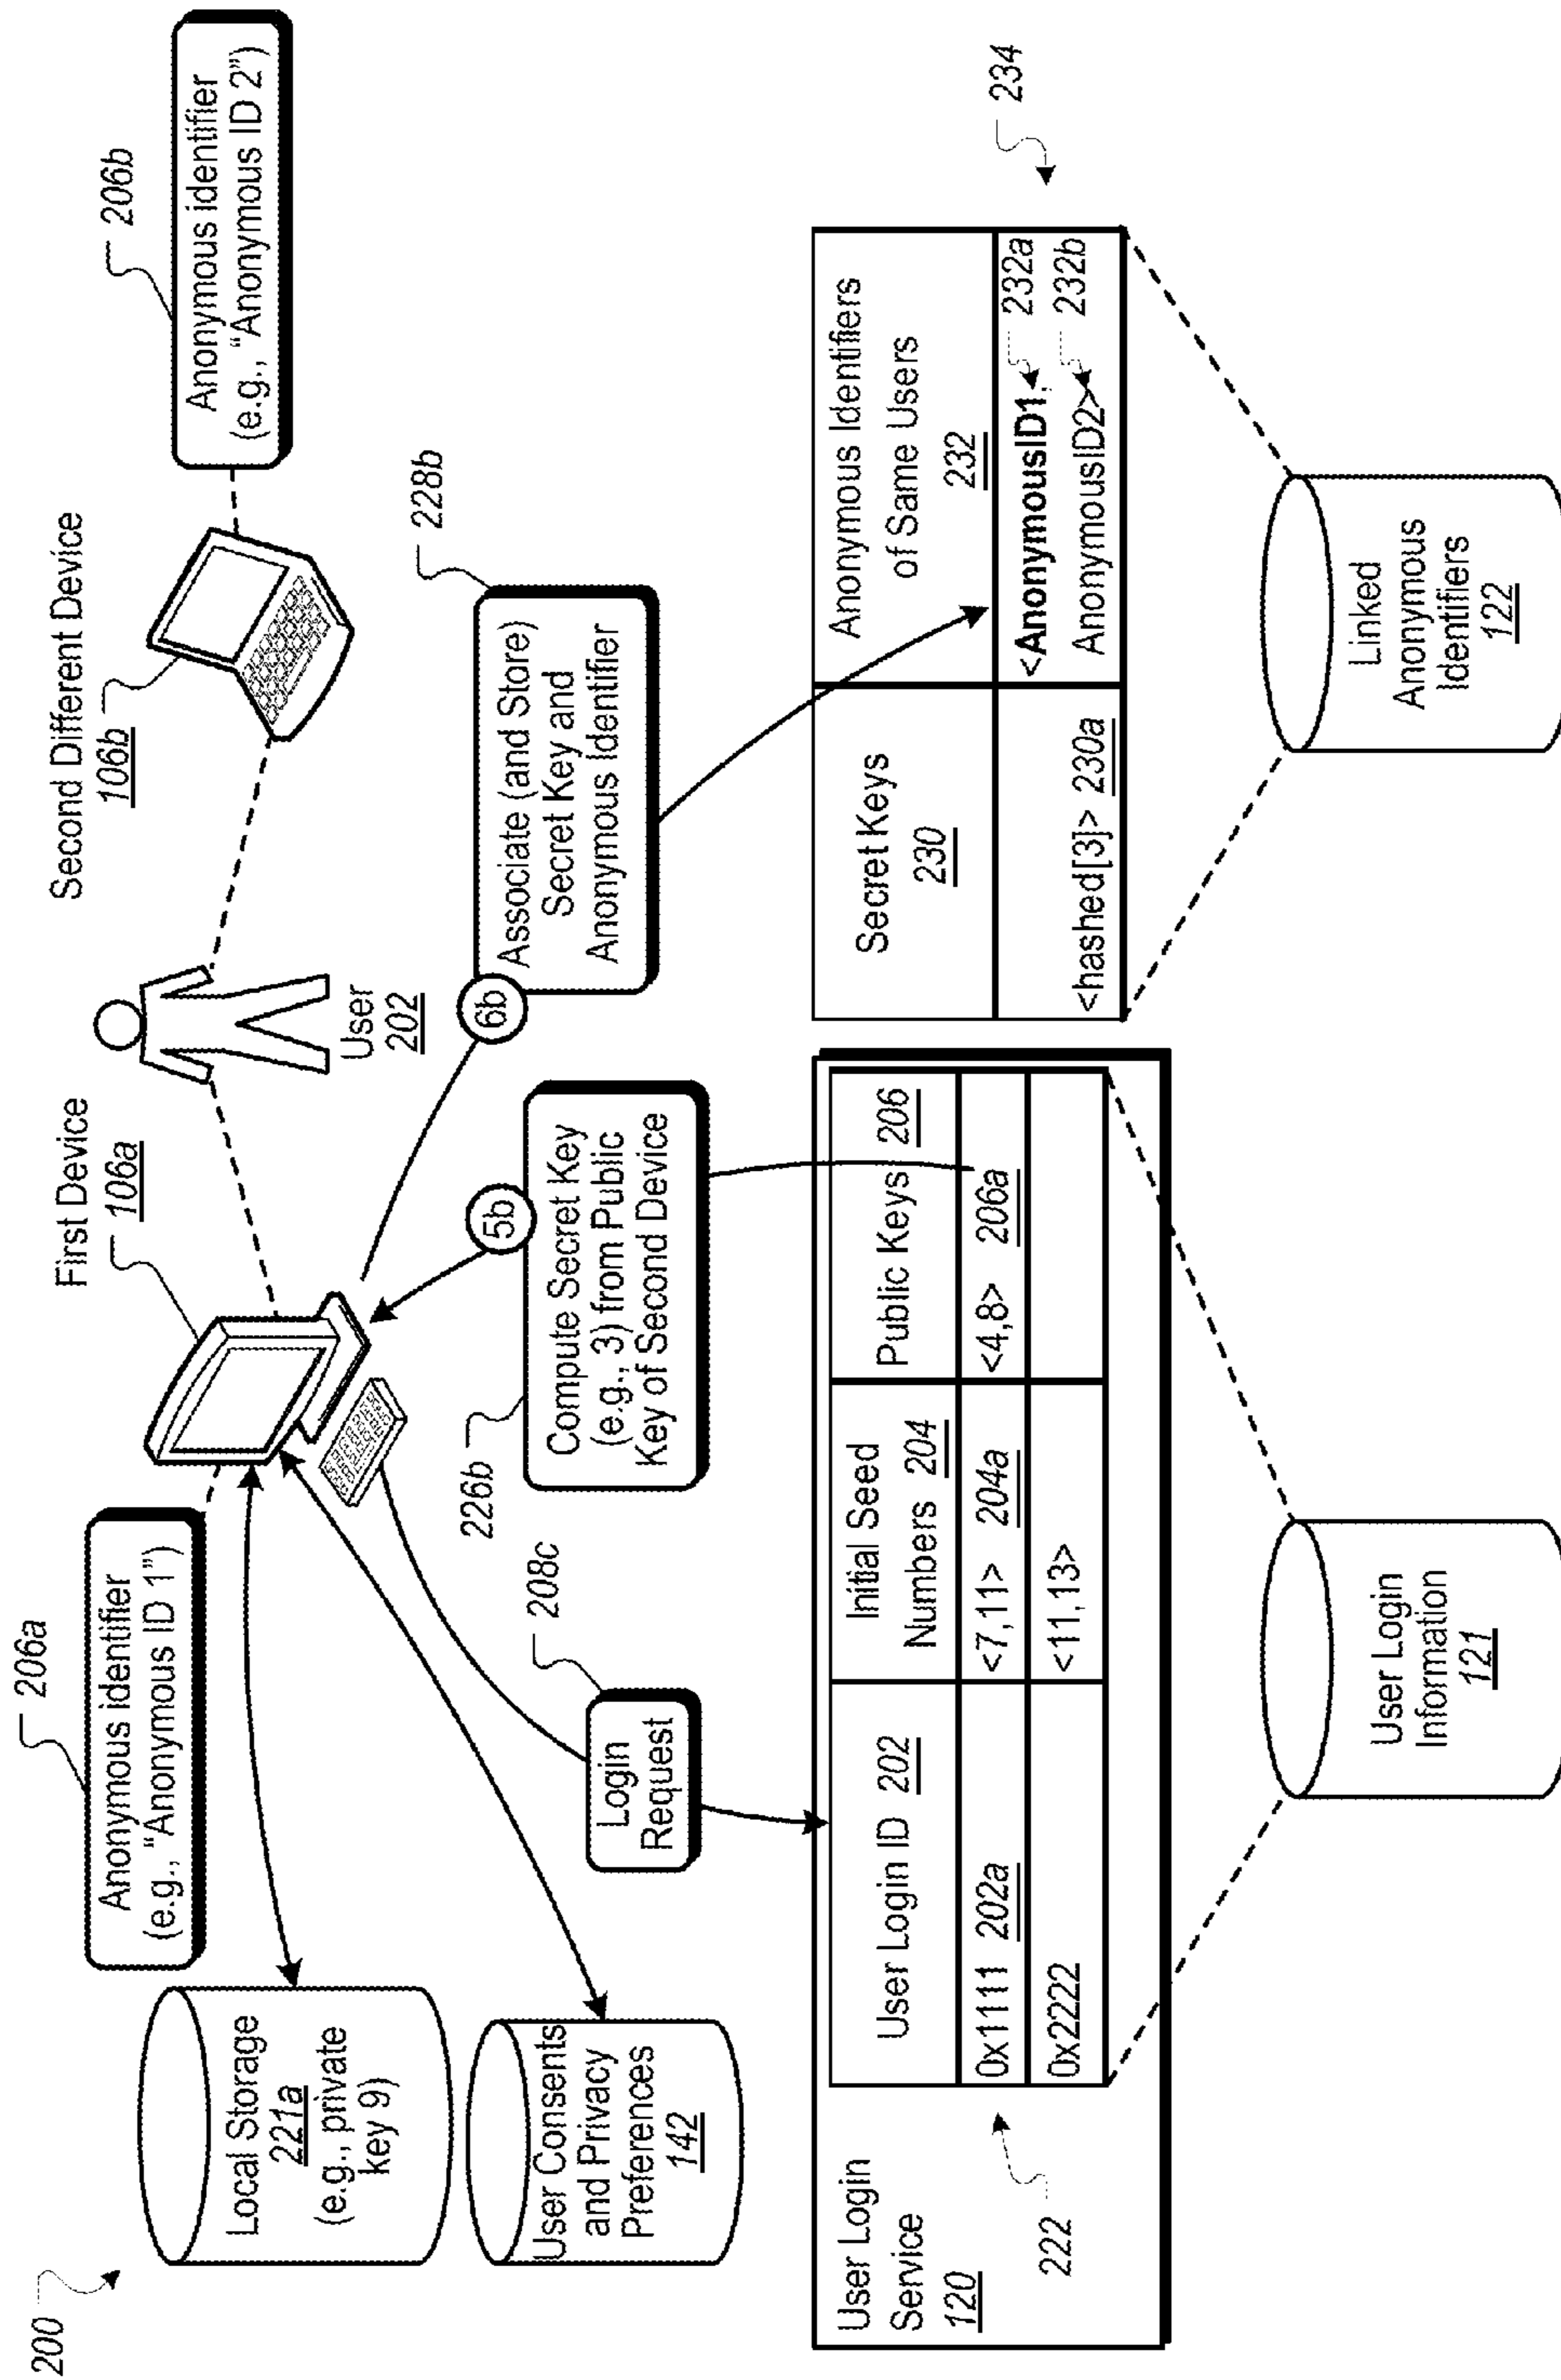 200
Local Storage
221a
(e.g., private
key 9)
User Consents
and Privacy
Preferences
142
206a
Anonymous identifier
(e.g., “Anonymous ID 1”)
First Device
106a
User
202
Second Different Device
106b
206b
Anonymous identifier
(e.g., “Anonymous ID 2”)
208c
Login
Request
226b
5b
Compute Secret Key
(e.g., 3) from Public
Key of Second Device
6b
228b
Associate (and Store)
Secret Key and
Anonymous Identifier
User Login
Service
120
222
User Login ID 202
Initial Seed
Numbers 204
Public Keys 206
0x1111 202a
<7,11> 204a
<4,8> 206a
0x2222
<11,13>
User Login
Information
121
234
Secret Keys
230
Anonymous Identifiers
of Same Users
232
<hashed[3]> 230a
<AnonymousID1, 232a
AnonymousID2> 232b
Linked
Anonymous
Identifiers
122